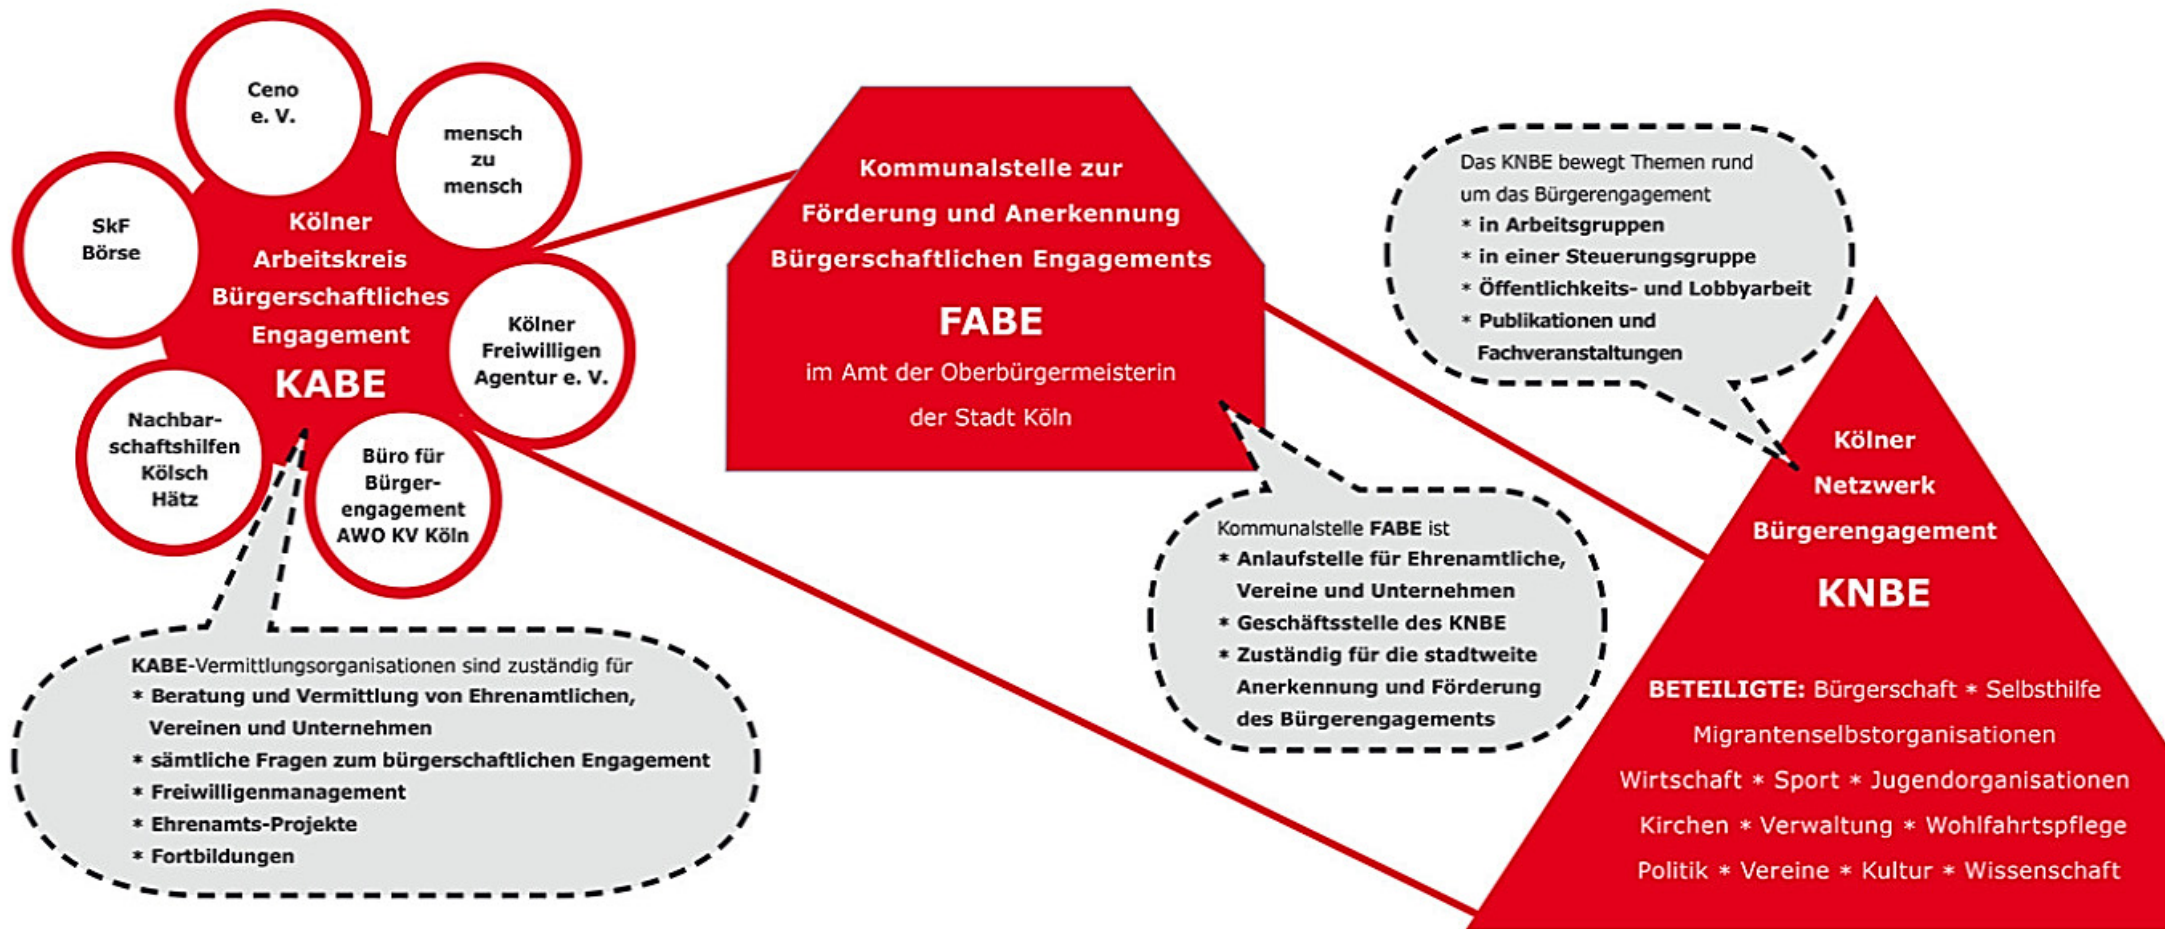 Ceno
e. V.
mensch
zu
mensch
SkF
Börse
Kölner
Arbeitskreis
Bürgerschaftliches
Engagement
KABE
Kölner
Freiwilligen
Agentur e. V.
Nachbar-
schaftshilfen
Kölsch
Hätz
Büro für
Bürger-
engagement
AWO KV Köln
KABE-Vermittlungsorganisationen sind zuständig für
* Beratung und Vermittlung von Ehrenamtlichen,
Vereinen und Unternehmen
* sämtliche Fragen zum bürgerschaftlichen Engagement
* Freiwilligenmanagement
* Ehrenamts-Projekte
* Fortbildungen
Kommunalstelle zur
Förderung und Anerkennung
Bürgerschaftlichen Engagements
FABE
im Amt der Oberbürgermeisterin
der Stadt Köln
Kommunalstelle FABE ist
* Anlaufstelle für Ehrenamtliche,
Vereine und Unternehmen
* Geschäftsstelle des KNBE
* Zuständig für die stadtweite
Anerkennung und Förderung
des Bürgerengagements
Das KNBE bewegt Themen rund
um das Bürgerengagement
* in Arbeitsgruppen
* in einer Steuerungsgruppe
* Öffentlichkeits- und Lobbyarbeit
* Publikationen und
Fachveranstaltungen
Kölner
Netzwerk
Bürgerengagement
KNBE
BETEILIGTE: Bürgerschaft * Selbsthilfe
Migrantenselbstorganisationen
Wirtschaft * Sport * Jugendorganisationen
Kirchen * Verwaltung * Wohlfahrtspflege
Politik * Vereine * Kultur * Wissenschaft